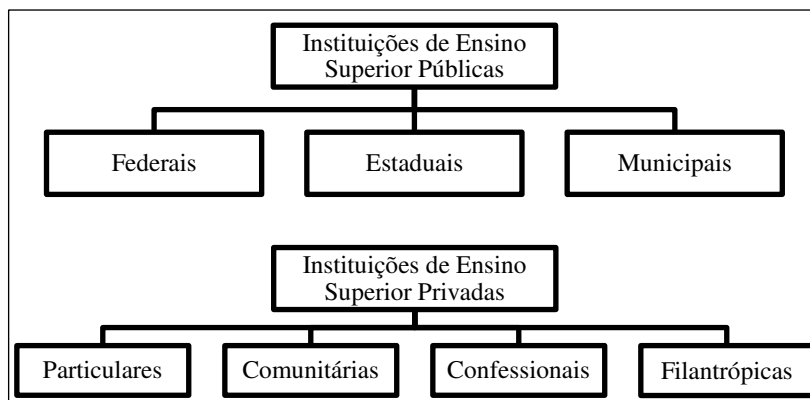 Instituições de Ensino
Superior Públicas
Federais
Estaduais
Municipais
Instituições de Ensino
Superior Privadas
Particulares
Comunitárias
Confessionais
Filantrópicas